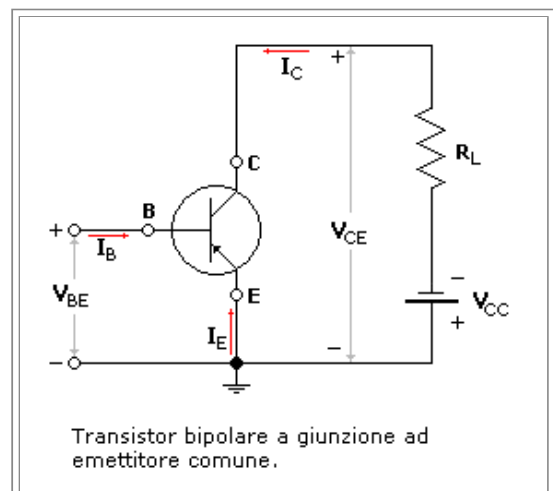 I_C
+
C
R_L
B
+
I_B
V_CE
V_BE
E
−
V_CC
+
I_E
−
−
Transistor bipolare a giunzione ad
emettitore comune.